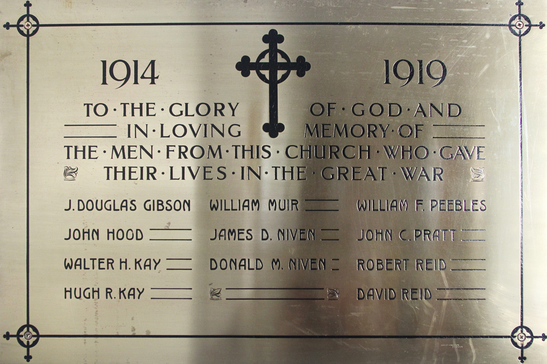 1914 1919
TO·THE·GLORY OF·GOD·AND
IN·LOVING MEMORY·OF
THE·MEN·FROM·THIS·CHURCH·WHO·GAVE
THEIR·LIVES·IN·THE·GREAT·WAR
J. DOUGLAS GIBSON WILLIAM MUIR WILLIAM F. PEEBLES
JOHN HOOD JAMES D. NIVEN JOHN C. PRATT
WALTER H. KAY DONALD M. NIVEN ROBERT REID
HUGH R. KAY DAVID REID